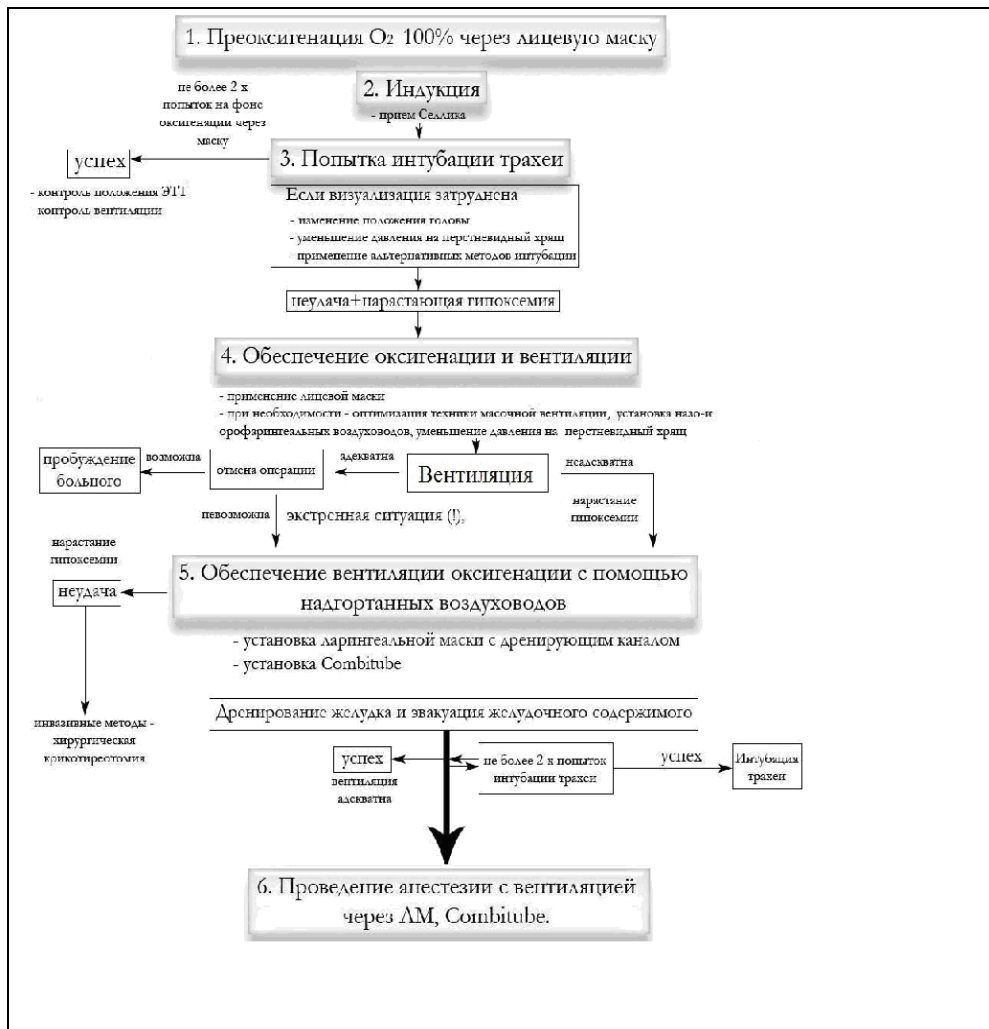 1. Преоксигенация O2 100% через лицевую маску
не более 2 х
попыток на фоне
оксигенации через
маску
2. Индукция
- прием Селлика
успех
3. Попытка интубации трахеи
- контроль положения ЭТТ
контроль вентиляции
Если визуализация затруднена
- изменение положения головы
- уменьшение давления на перстневидный хрящ
применение альтернативных методов интубации
неудача+нарастающая гипоксемия
4. Обеспечение оксигенации и вентиляции
- применение лицевой маски
- при необходимости - оптимизация техники масочной вентиляции, установка назо-и
орофарингеальных воздуховодов, уменьшение давления на перстневидный хрящ
пробуждение
больного
возможна
отмена операции
адекватна
Вентиляция
неадекватна
невозможна
экстренная ситуация (!),
нарастание
гипоксемии
нарастание
гипоксемии
неудача
5. Обеспечение вентиляции оксигенации с помощью
надгортанных воздуховодов
- установка ларингеальной маски с дренирующим каналом
- установка Combitube
инвазивные методы -
хирургическая
крикотиреотомия
Дренирование желудка и эвакуация желудочного содержимого
успех
вентиляция
адекватна
не более 2 х попыток
интубации трахеи
успех
Интубация
трахеи
6. Проведение анестезии с вентиляцией
через ЛМ, Combitube.